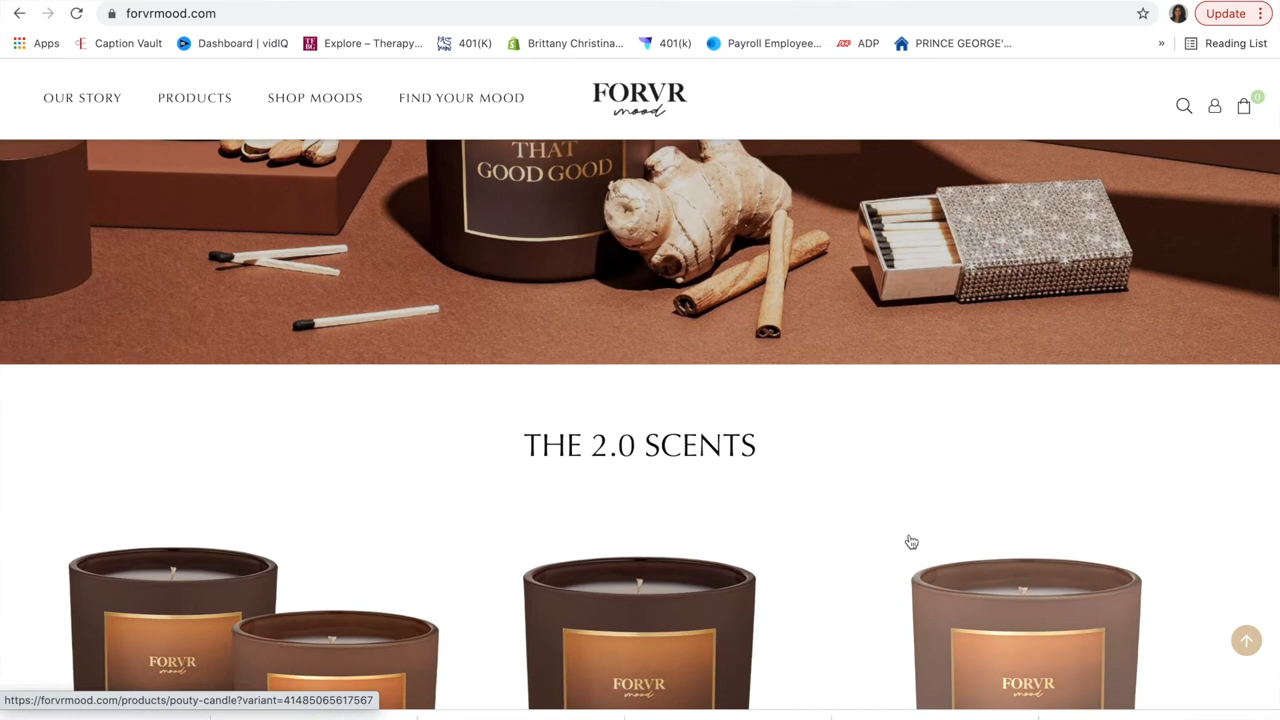 forvrmood.com
Update
Apps
Caption Vault
Dashboard | vidIQ
Explore – Therapy...
401(K)
Brittany Christina...
401(k)
Payroll Employee...
ADP
PRINCE GEORGE'...
»
Reading List
OUR STORY
PRODUCTS
SHOP MOODS
FIND YOUR MOOD
FORVR
mood
0
THAT
GOOD GOOD
THE 2.0 SCENTS
FORVR
mood
FORVR
mood
FORVR
mood
https://forvrmood.com/products/pouty-candle?variant=41485065617567